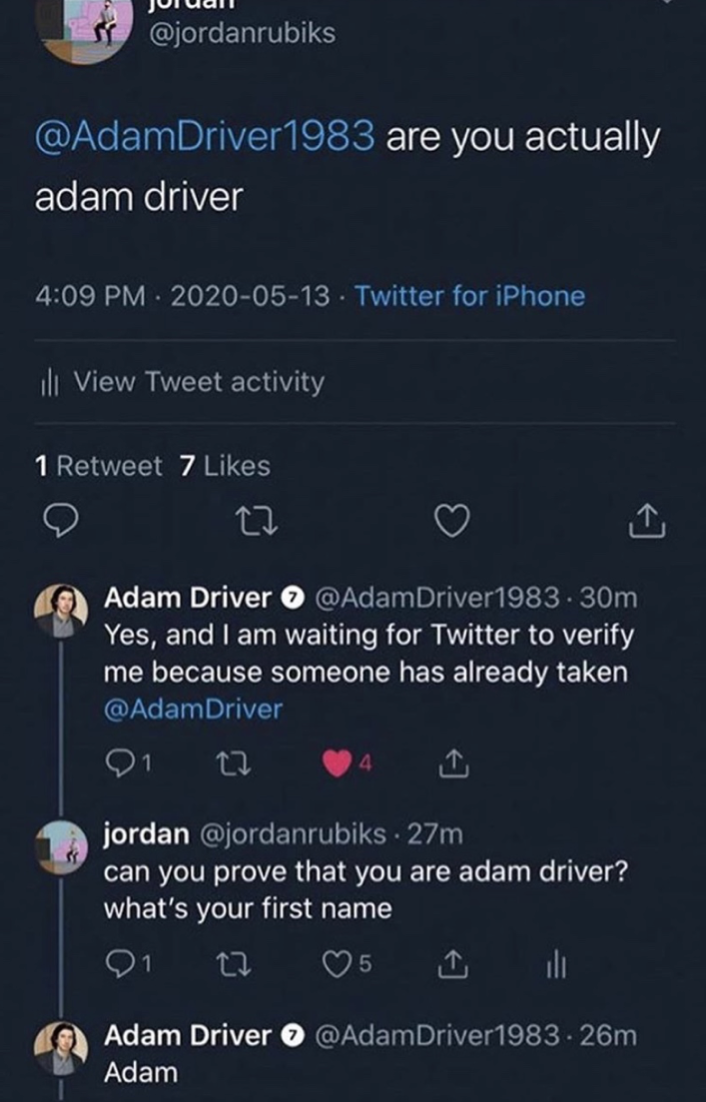 jordan
@jordanrubiks
@AdamDriver1983 are you actually
adam driver
4:09 PM · 2020-05-13 · Twitter for iPhone
View Tweet activity
1 Retweet 7 Likes
Adam Driver 7 @AdamDriver1983 · 30m
Yes, and I am waiting for Twitter to verify
me because someone has already taken
@AdamDriver
1 4
jordan @jordanrubiks · 27m
can you prove that you are adam driver?
what's your first name
1 5
Adam Driver 7 @AdamDriver1983 · 26m
Adam